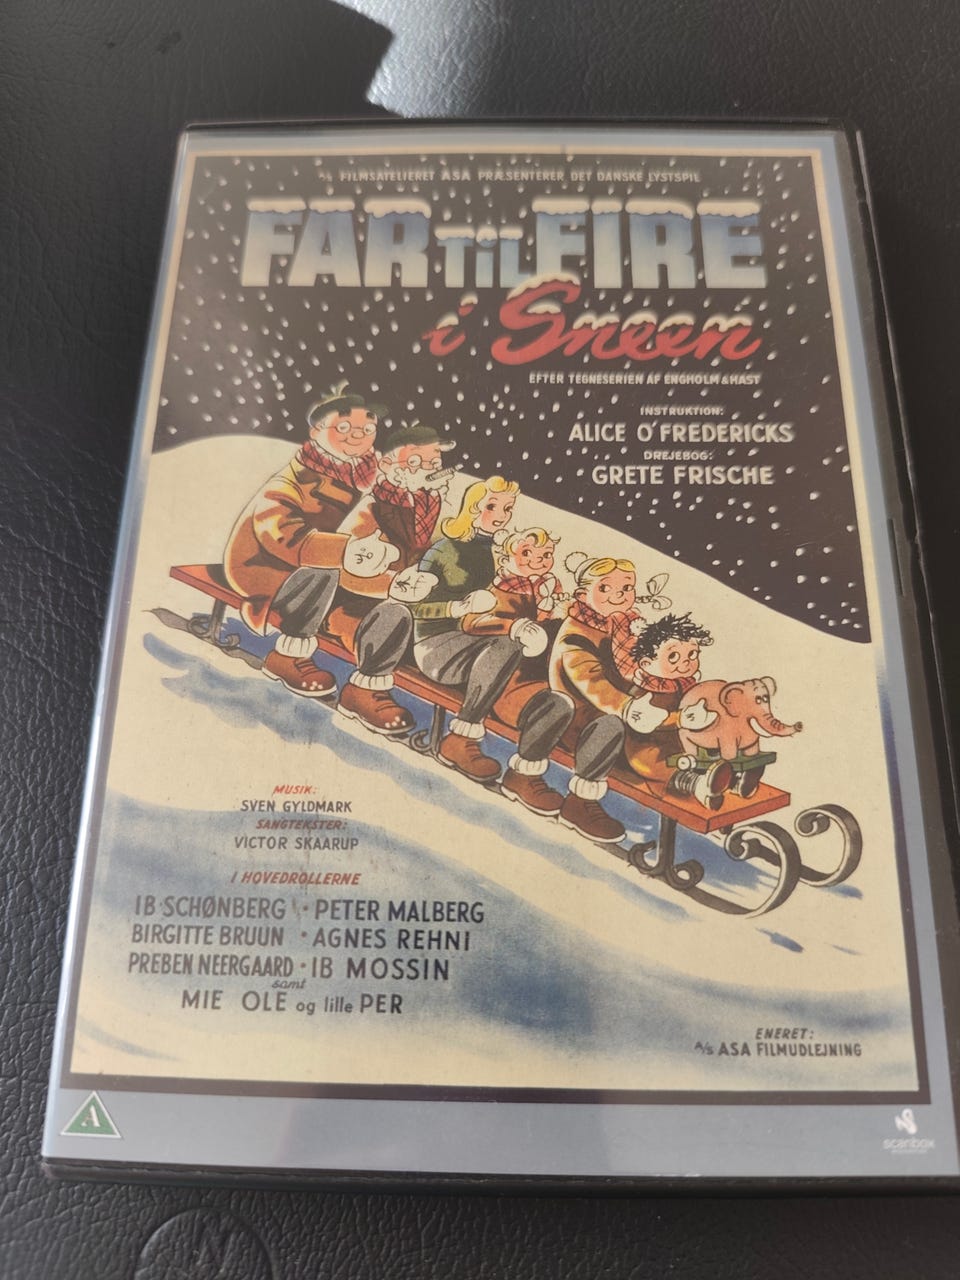 A/S FILMSATELIERET ASA PRÆSENTERER DET DANSKE LYSTSPIL
FAR TIL FIRE
i Sneen
EFTER TEGNESERIEN AF ENGHOLM & HAST
INSTRUKTION:
ALICE O'FREDERICKS
DREJEBOG:
GRETE FRISCHE
MUSIK:
SVEN GYLDMARK
SANGTEKSTER:
VICTOR SKAARUP
I HOVEDROLLERNE
IB SCHØNBERG · PETER MALBERG
BIRGITTE BRUUN · AGNES REHNI
PREBEN NEERGAARD · IB MOSSIN
samt
MIE OLE og lille PER
ENERET:
A/S ASA FILMUDLEJNING
A
scanbox